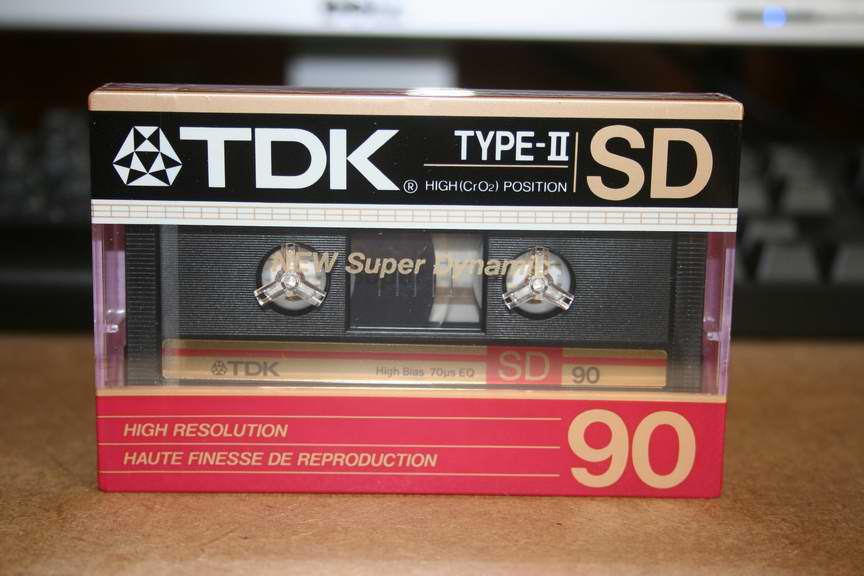 TDK® TYPE-II SD
HIGH (CrO2) POSITION
NEW Super Dynamic
TDK High Bias 70µs EQ SD 90
HIGH RESOLUTION
HAUTE FINESSE DE REPRODUCTION
90